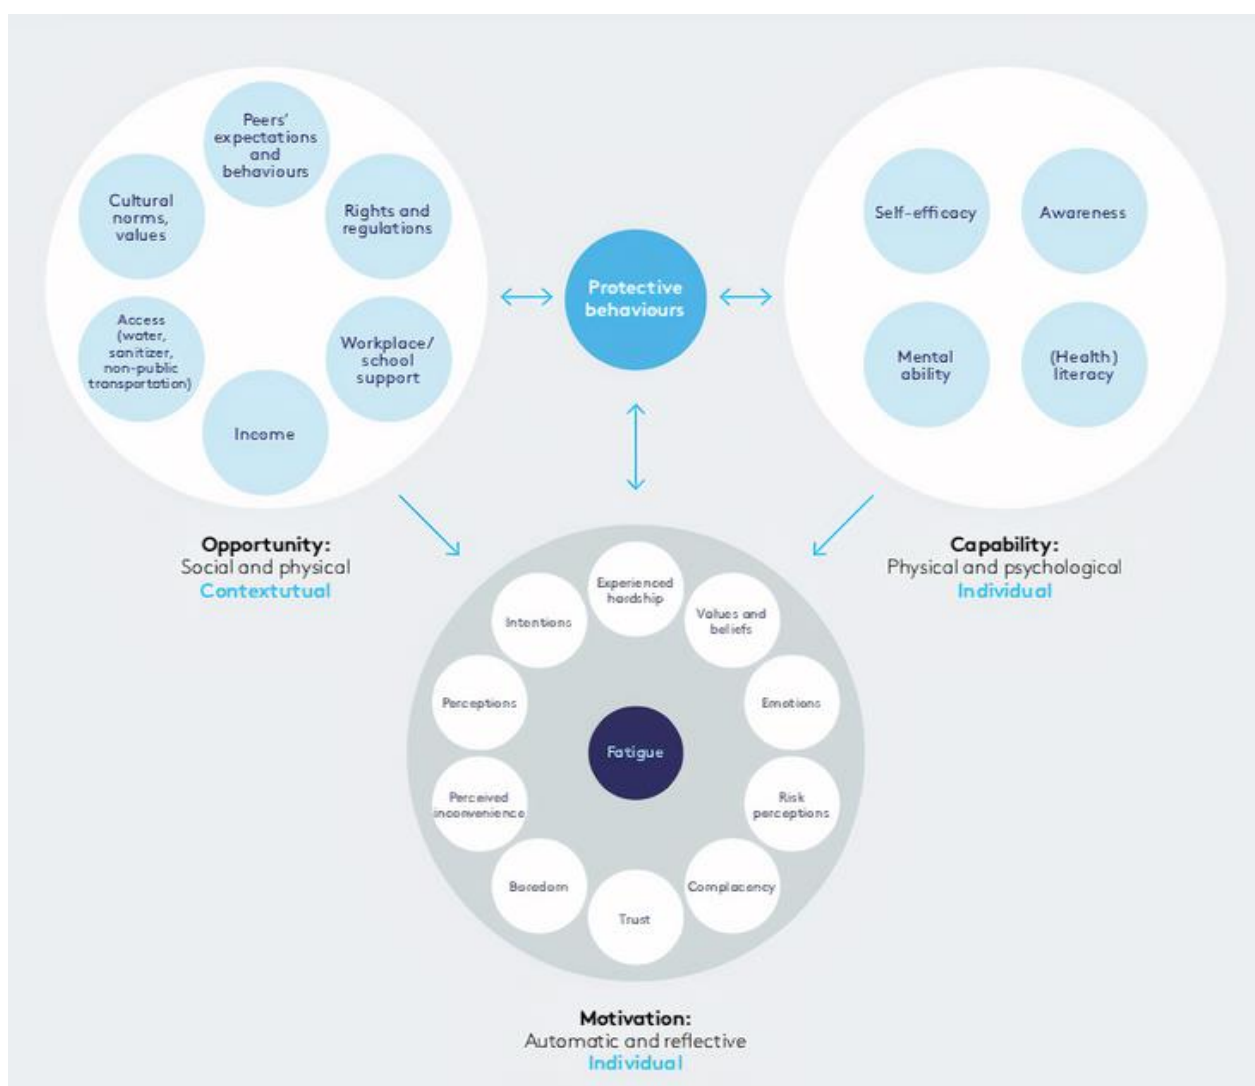 Peers'
expectations
and
behaviours
Cultural
norms,
values
Rights and
regulations
Access
(water,
sanitizer,
non-public
transportation)
Workplace/
school
support
Income
Opportunity:
Social and physical
Contextutual
Protective
behaviours
Self-efficacy
Awareness
Mental
ability
(Health)
literacy
Capability:
Physical and psychological
Individual
Experienced
hardship
Intentions
Values and
beliefs
Perceptions
Emotions
Fatigue
Perceived
inconvenience
Risk
perceptions
Boredom
Complacency
Trust
Motivation:
Automatic and reflective
Individual